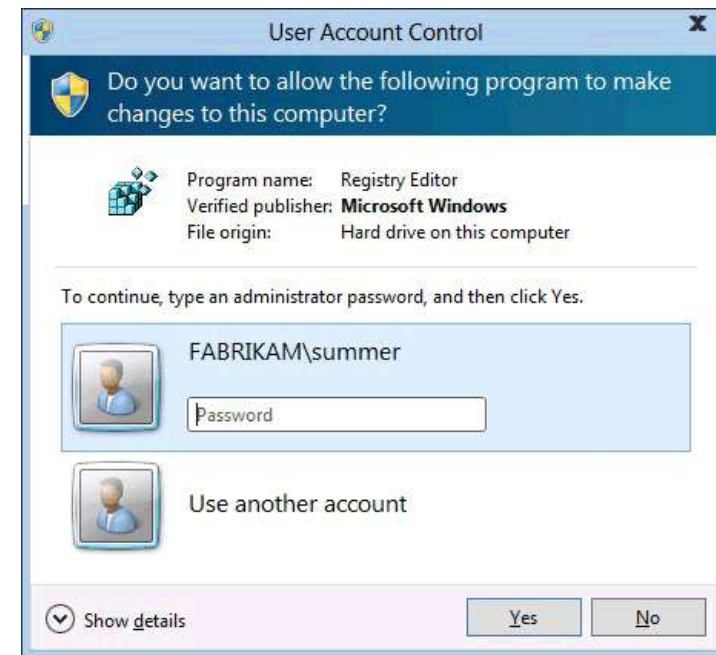 User Account Control
Do you want to allow the following program to make
changes to this computer?
Program name: Registry Editor
Verified publisher: Microsoft Windows
File origin: Hard drive on this computer
To continue, type an administrator password, and then click Yes.
FABRIKAM\summer
Password
Use another account
Show details
Yes
No